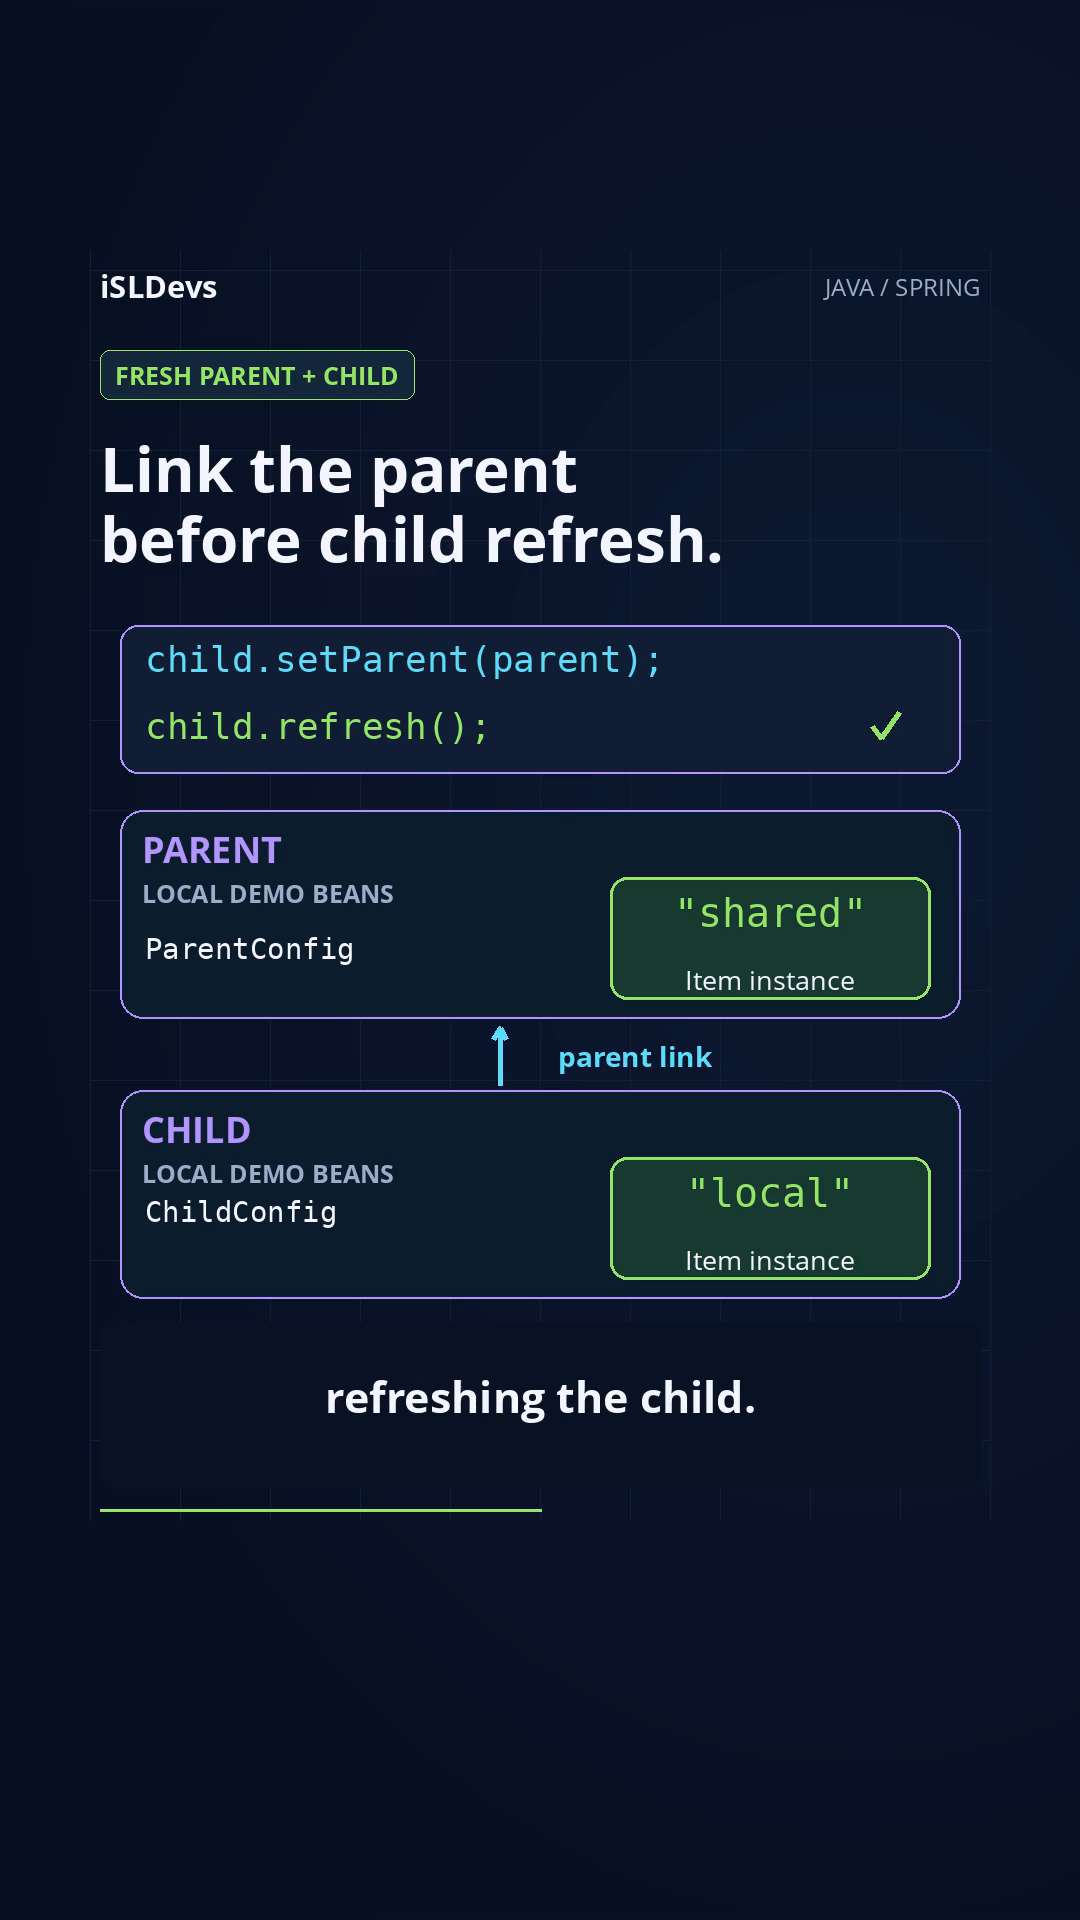 iSLDevs
JAVA / SPRING
FRESH PARENT + CHILD
Link the parent
before child refresh.
child.setParent(parent);
child.refresh();
PARENT
LOCAL DEMO BEANS
ParentConfig
"shared"
Item instance
parent link
CHILD
LOCAL DEMO BEANS
ChildConfig
"local"
Item instance
refreshing the child.